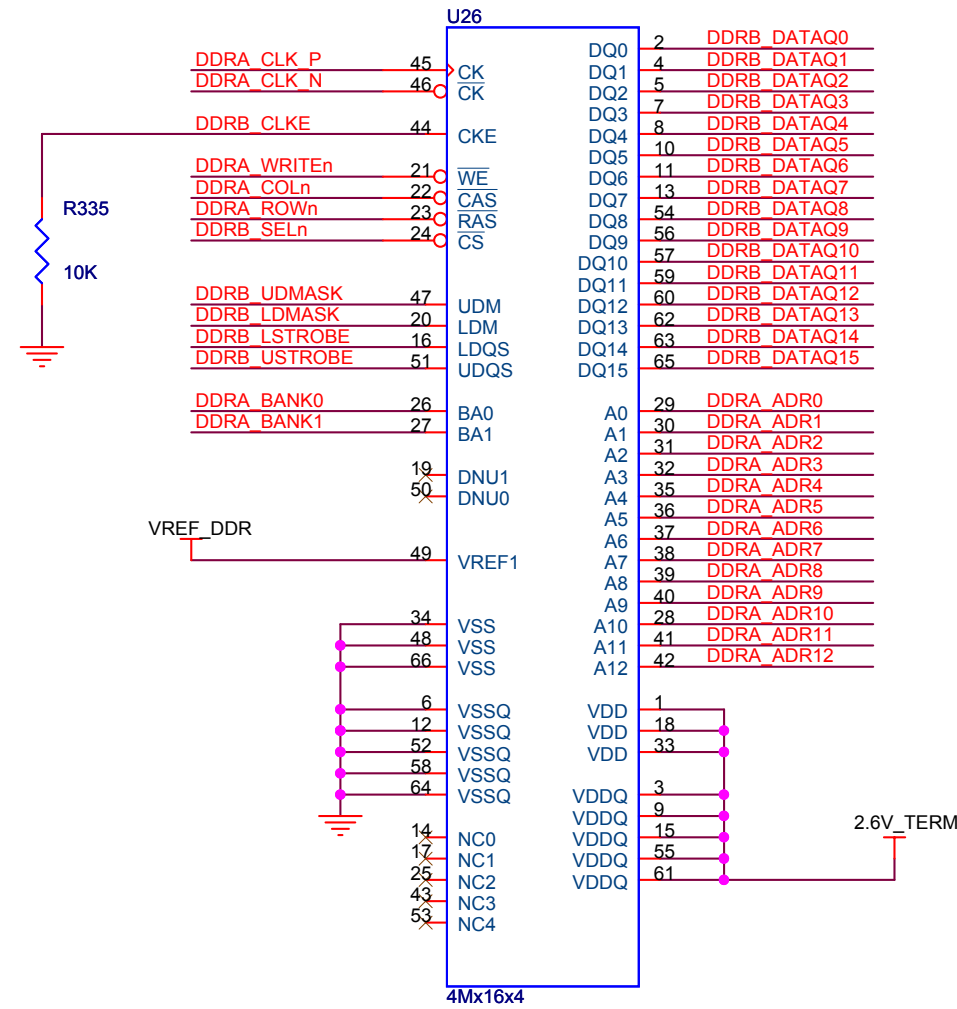 U26
DDRA_CLK_P 45 CK DQ0 2 DDRB_DATAQ0
DDRA_CLK_N 46 CK DQ1 4 DDRB_DATAQ1
DQ2 5 DDRB_DATAQ2
DQ3 7 DDRB_DATAQ3
DDRB_CLKE 44 CKE DQ4 8 DDRB_DATAQ4
DQ5 10 DDRB_DATAQ5
DDRA_WRITEn 21 WE DQ6 11 DDRB_DATAQ6
DDRA_COLn 22 CAS DQ7 13 DDRB_DATAQ7
DDRA_ROWn 23 RAS DQ8 54 DDRB_DATAQ8
DDRB_SELn 24 CS DQ9 56 DDRB_DATAQ9
R335
10K
DQ10 57 DDRB_DATAQ10
DQ11 59 DDRB_DATAQ11
DDRB_UDMASK 47 UDM DQ12 60 DDRB_DATAQ12
DDRB_LDMASK 20 LDM DQ13 62 DDRB_DATAQ13
DDRB_LSTROBE 16 LDQS DQ14 63 DDRB_DATAQ14
DDRB_USTROBE 51 UDQS DQ15 65 DDRB_DATAQ15
DDRA_BANK0 26 BA0 A0 29 DDRA_ADR0
DDRA_BANK1 27 BA1 A1 30 DDRA_ADR1
A2 31 DDRA_ADR2
19 DNU1 A3 32 DDRA_ADR3
50 DNU0 A4 35 DDRA_ADR4
A5 36 DDRA_ADR5
VREF_DDR A6 37 DDRA_ADR6
49 VREF1 A7 38 DDRA_ADR7
A8 39 DDRA_ADR8
A9 40 DDRA_ADR9
34 VSS A10 28 DDRA_ADR10
48 VSS A11 41 DDRA_ADR11
66 VSS A12 42 DDRA_ADR12
6 VSSQ VDD 1
12 VSSQ VDD 18
52 VSSQ VDD 33
58 VSSQ
64 VSSQ VDDQ 3
VDDQ 9
14 NC0 VDDQ 15 2.6V_TERM
17 NC1 VDDQ 55
25 NC2 VDDQ 61
43 NC3
53 NC4
4Mx16x4